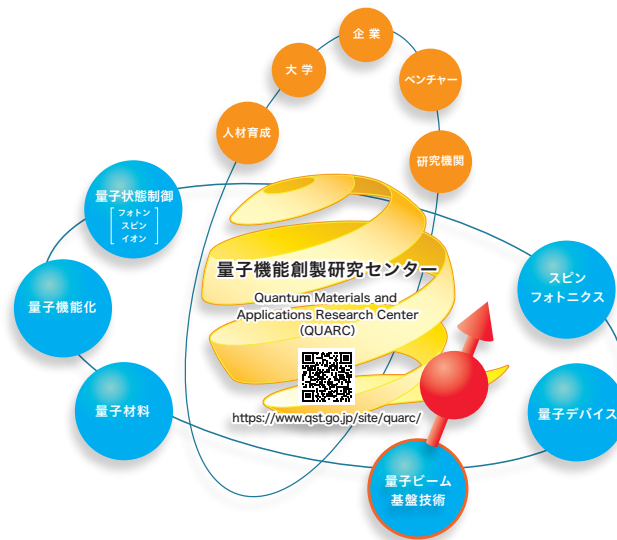 企 業
大 学
ベンチャー
人材育成
研究機関
量子状態制御
フォトン
スピン
イオン
量子機能創製研究センター
Quantum Materials and
Applications Research Center
(QUARC)
スピン
フォトニクス
量子機能化
量子材料
https://www.qst.go.jp/site/quarc/
量子デバイス
量子ビーム
基盤技術